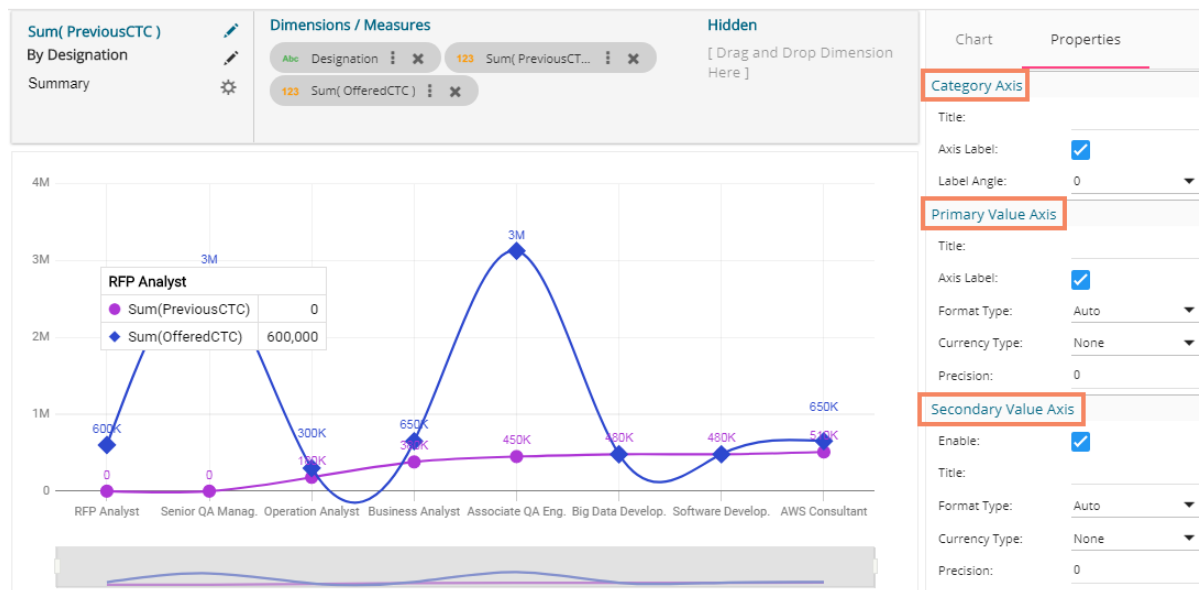 Sum( PreviousCTC )
By Designation
Summary
Dimensions / Measures
Abc Designation
123 Sum( PreviousCT...
123 Sum( OfferedCTC )
Hidden
[ Drag and Drop Dimension
Here ]
Chart Properties
Category Axis
Title:
Axis Label:
Label Angle: 0
Primary Value Axis
Title:
Axis Label:
Format Type: Auto
Currency Type: None
Precision: 0
Secondary Value Axis
Enable:
Title:
Format Type: Auto
Currency Type: None
Precision: 0
4M
3M
2M
1M
0
3M
3M
RFP Analyst
Sum(PreviousCTC) 0
Sum(OfferedCTC) 600,000
600K
300K
650K
480K
480K
650K
0
0
450K
RFP Analyst
Senior QA Manag.
Operation Analyst
Business Analyst
Associate QA Eng.
Big Data Develop.
Software Develop.
AWS Consultant